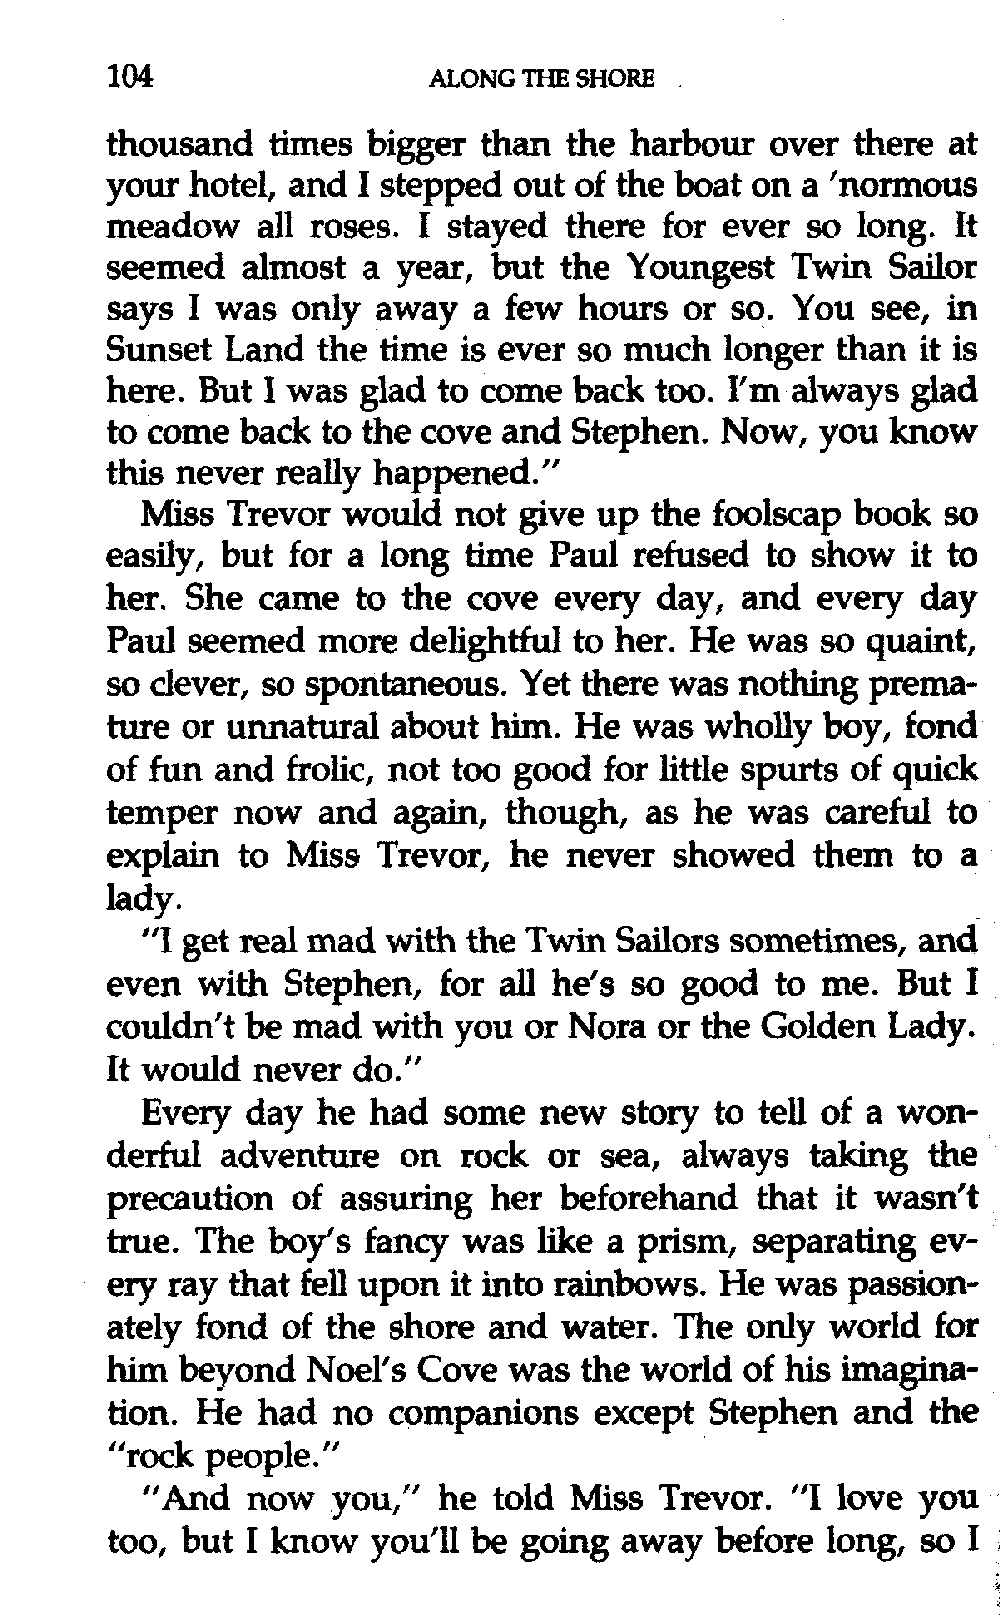 104 ALONG THE SHORE
thousand times bigger than the harbour over there at
your hotel, and I stepped out of the boat on a 'normous
meadow all roses. I stayed there for ever so long. It
seemed almost a year, but the Youngest Twin Sailor
says I was only away a few hours or so. You see, in
Sunset Land the time is ever so much longer than it is
here. But I was glad to come back too. I'm always glad
to come back to the cove and Stephen. Now, you know
this never really happened."
Miss Trevor would not give up the foolscap book so
easily, but for a long time Paul refused to show it to
her. She came to the cove every day, and every day
Paul seemed more delightful to her. He was so quaint,
so clever, so spontaneous. Yet there was nothing prema-
ture or unnatural about him. He was wholly boy, fond
of fun and frolic, not too good for little spurts of quick
temper now and again, though, as he was careful to
explain to Miss Trevor, he never showed them to a
lady.
"I get real mad with the Twin Sailors sometimes, and
even with Stephen, for all he's so good to me. But I
couldn't be mad with you or Nora or the Golden Lady.
It would never do."
Every day he had some new story to tell of a won-
derful adventure on rock or sea, always taking the
precaution of assuring her beforehand that it wasn't
true. The boy's fancy was like a prism, separating ev-
ery ray that fell upon it into rainbows. He was passion-
ately fond of the shore and water. The only world for
him beyond Noel's Cove was the world of his imagina-
tion. He had no companions except Stephen and the
"rock people."
"And now you," he told Miss Trevor. "I love you
too, but I know you'll be going away before long, so I